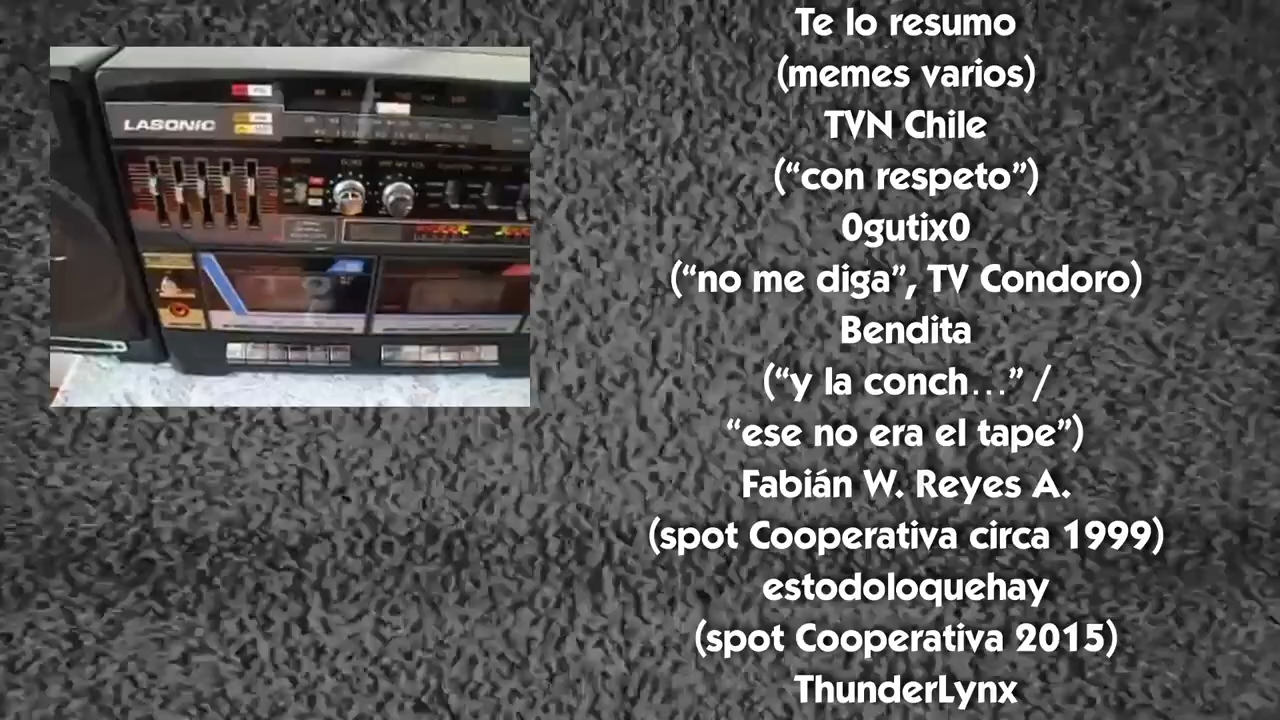 LASONIC
Te lo resumo
(memes varios)
TVN Chile
(“con respeto”)
0gutix0
(“no me diga”, TV Condoro)
Bendita
(“y la conch...” /
“ese no era el tape”)
Fabián W. Reyes A.
(spot Cooperativa circa 1999)
estodoloquehay
(spot Cooperativa 2015)
ThunderLynx